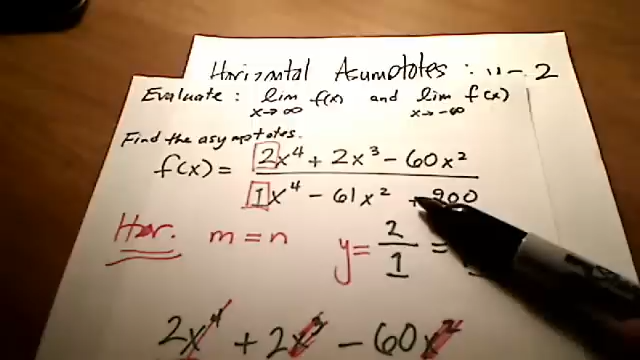 Horizontal Asymptotes : y = 2
Evaluate : lim x→∞ f(x) and lim x→-∞ f(x)
Find the asymptotes.
f(x) = 2x⁴ + 2x³ - 60x²
1x⁴ - 61x² + 900
Hor. m = n y = 2/1 =
2x⁴ + 2x³ - 60x²